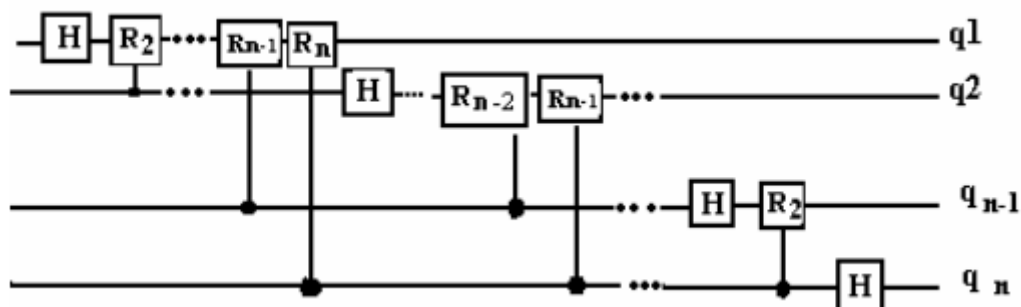 H R2 Rn-1 Rn q1
H Rn-2 Rn-1 q2
H R2 q n-1
H q n